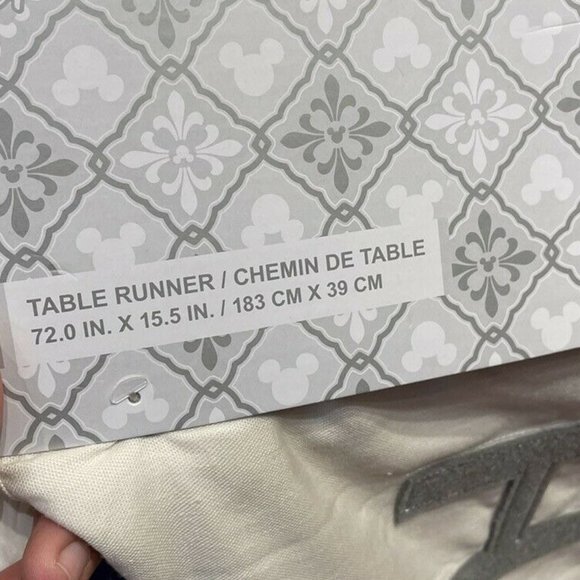 TABLE RUNNER / CHEMIN DE TABLE
72.0 IN. X 15.5 IN. / 183 CM X 39 CM